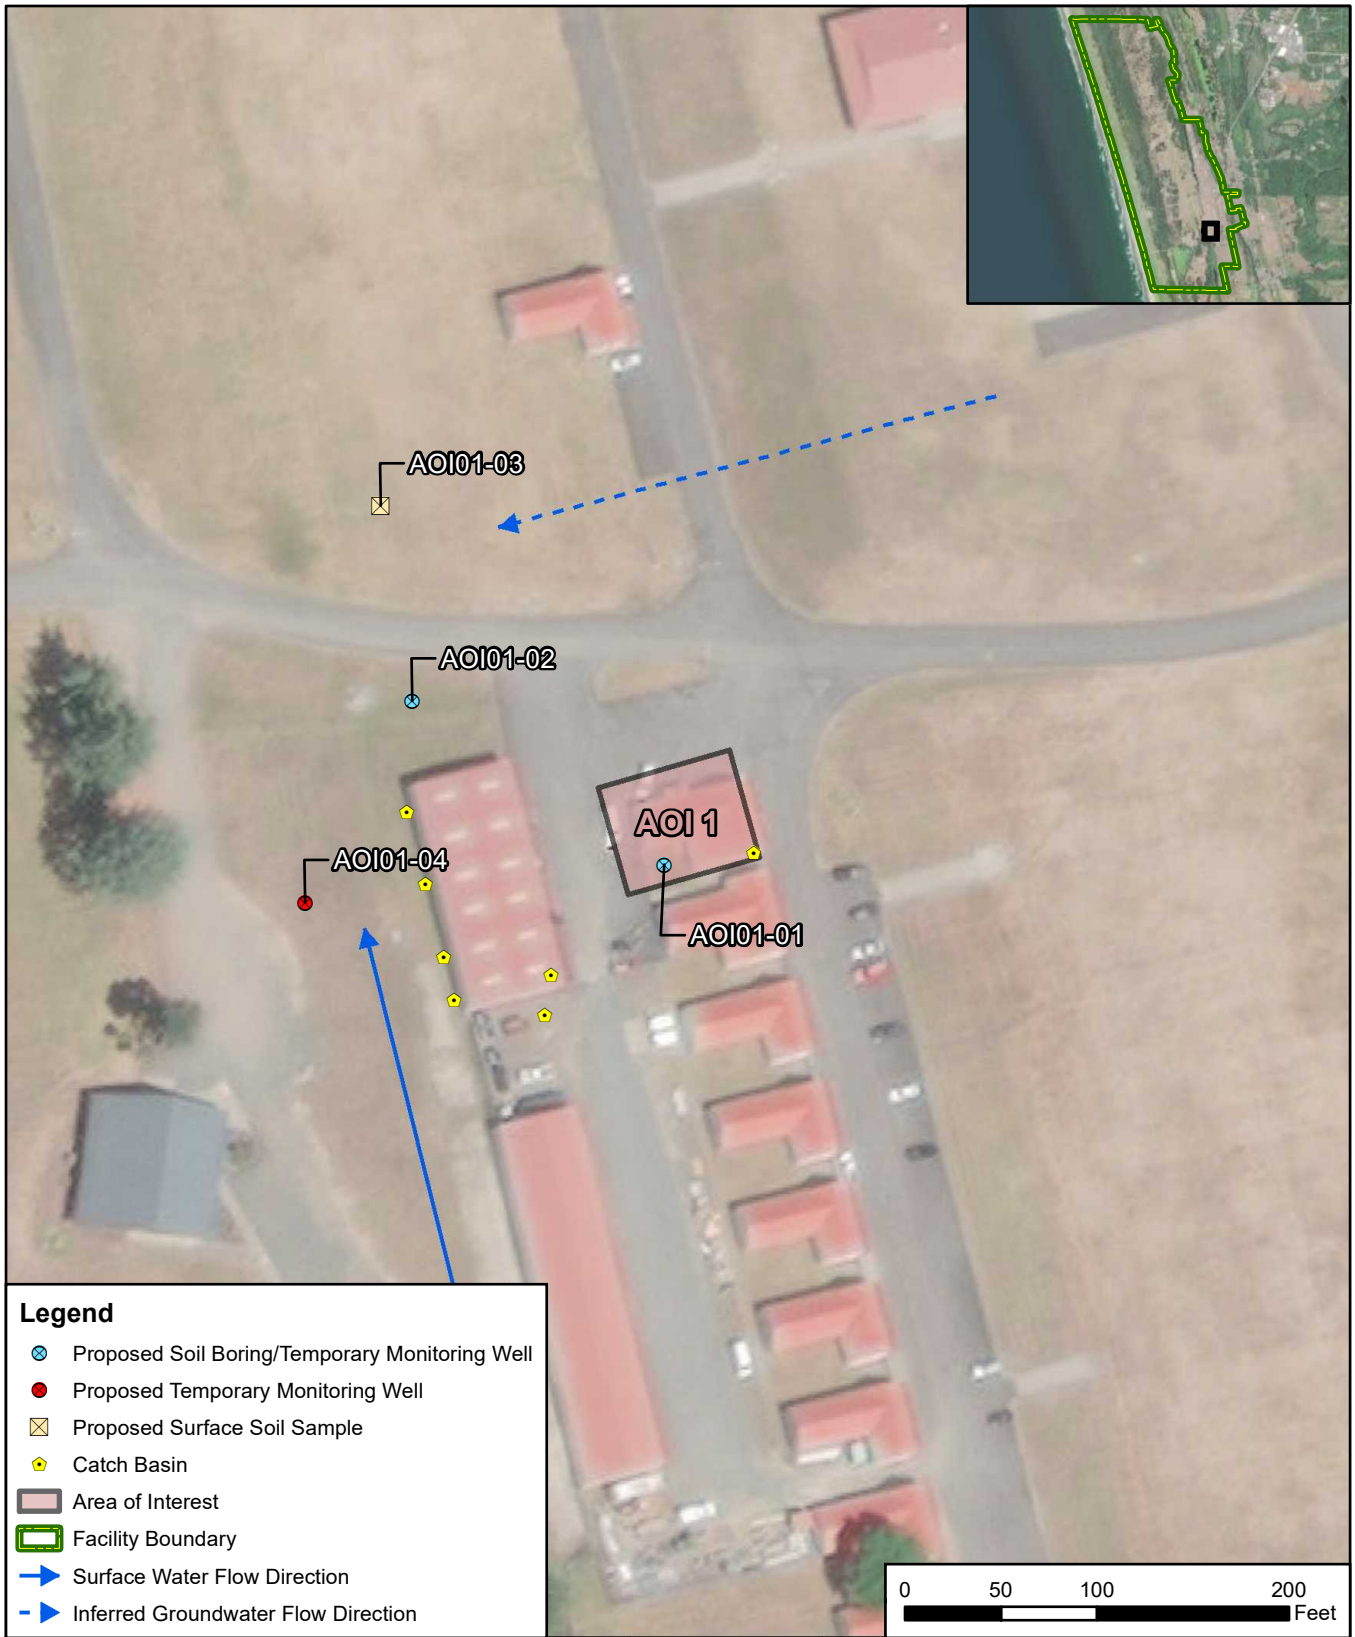 AOI01-03
AOI01-02
AOI 1
AOI01-04
AOI01-01
Legend
Proposed Soil Boring/Temporary Monitoring Well
Proposed Temporary Monitoring Well
Proposed Surface Soil Sample
Catch Basin
Area of Interest
Facility Boundary
Surface Water Flow Direction
Inferred Groundwater Flow Direction
0 50 100 200
Feet